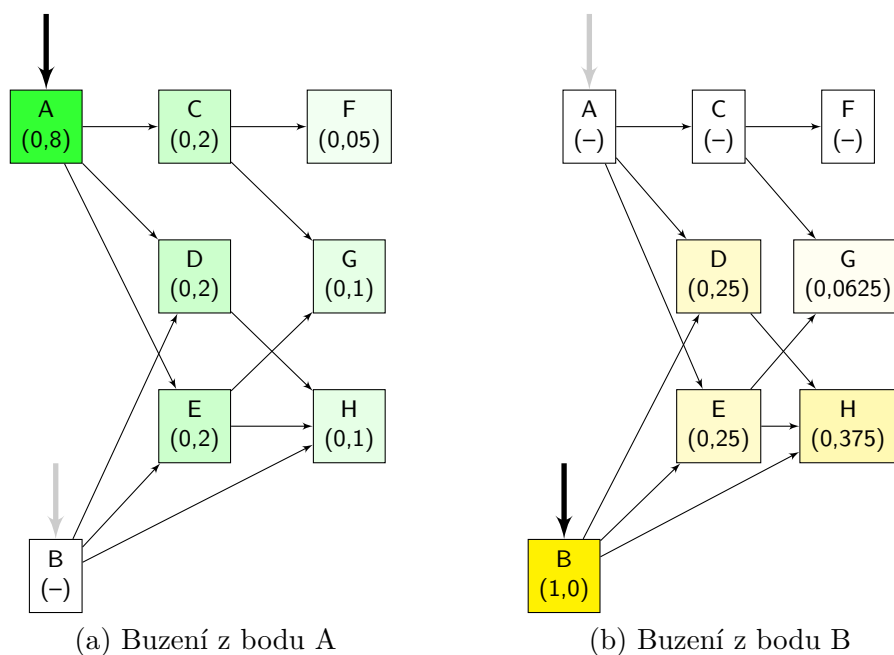 A
(0,8)
C
(0,2)
F
(0,05)
D
(0,2)
G
(0,1)
E
(0,2)
H
(0,1)
B
(–)
(a) Buzení z bodu A
A
(–)
C
(–)
F
(–)
D
(0,25)
G
(0,0625)
E
(0,25)
H
(0,375)
B
(1,0)
(b) Buzení z bodu B